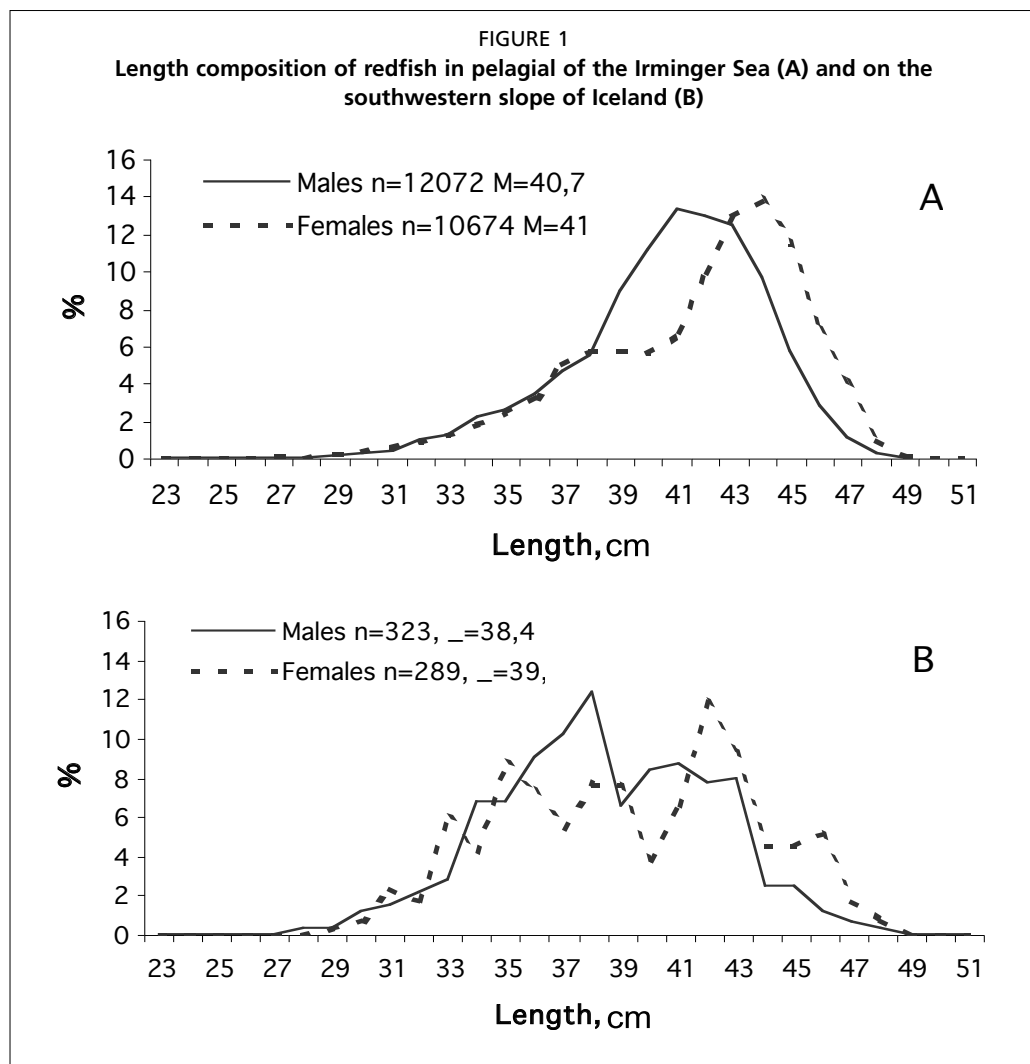 FIGURE 1
Length composition of redfish in pelagial of the Irminger Sea (A) and on the
southwestern slope of Iceland (B)
16
14
12
10
8
6
4
2
0
%
Males n=12072 M=40,7
Females n=10674 M=41
A
23 25 27 29 31 33 35 37 39 41 43 45 47 49 51
Length, cm
16
14
12
10
8
6
4
2
0
%
Males n=323, _=38,4
Females n=289, _=39,
B
23 25 27 29 31 33 35 37 39 41 43 45 47 49 51
Length, cm